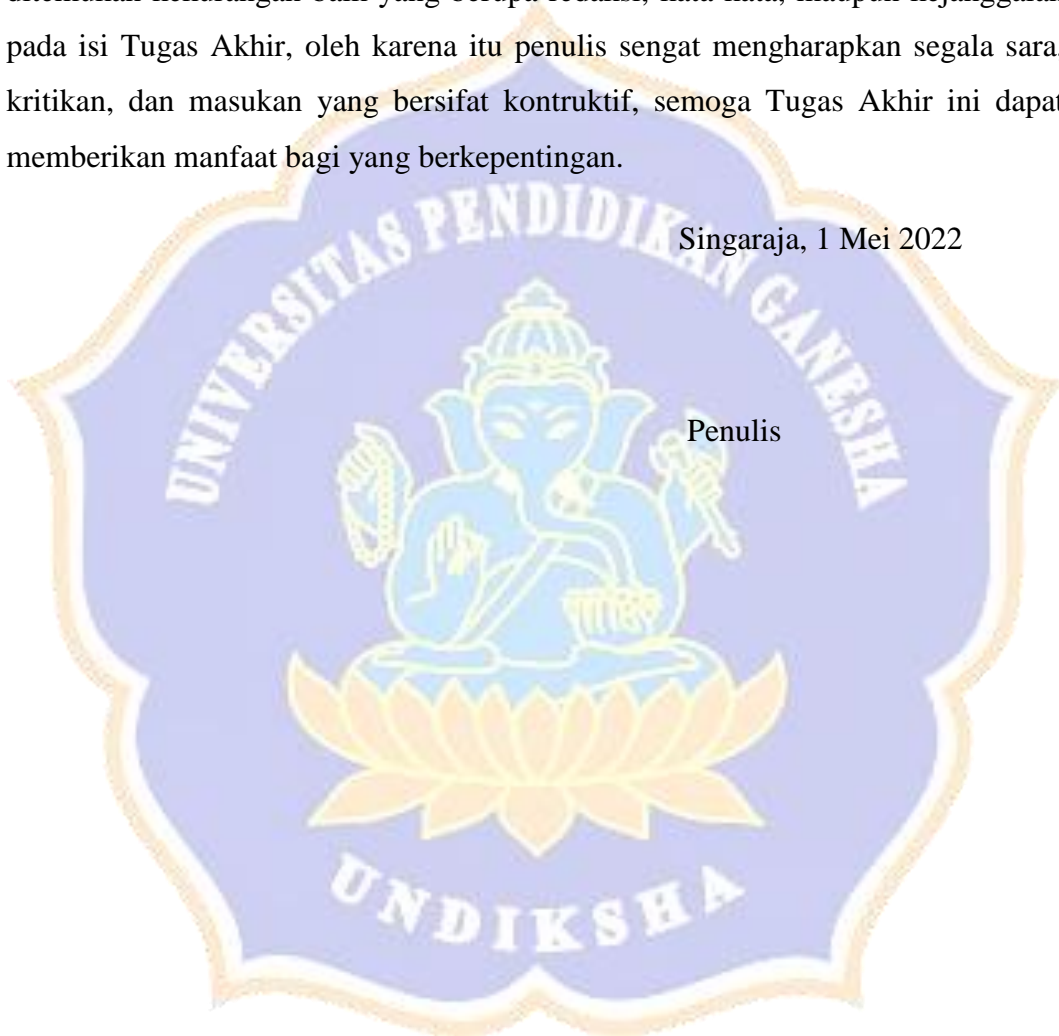 pada isi Tugas Akhir, oleh karena itu penulis sengat mengharapkan segala
kritikan, dan masukan yang bersifat kontruktif, semoga Tugas Akhir ini dapat
memberikan manfaat bagi yang berkepentingan.
UNIVERSITAS PENDIDIKAN GANESHA
Singaraja, 1 Mei 2022
Penulis
UNDIKSHA